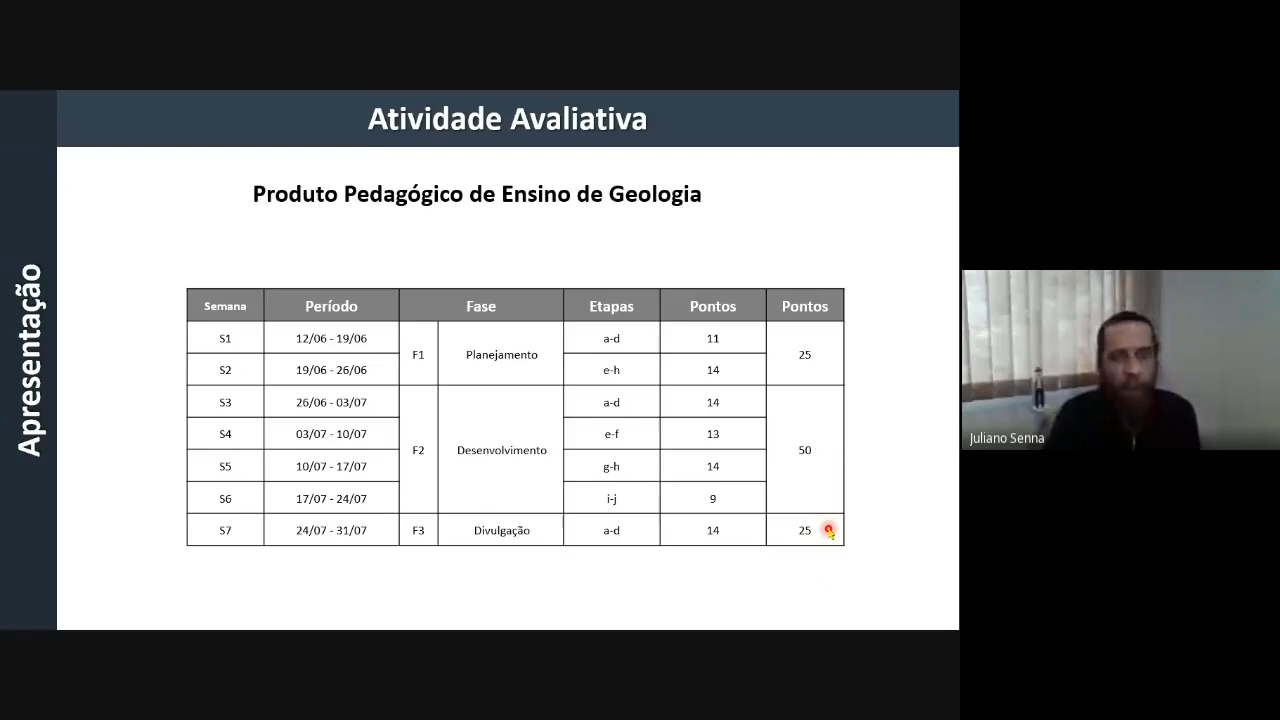 Apresentação
Atividade Avaliativa
Produto Pedagógico de Ensino de Geologia
Semana Período Fase Etapas Pontos Pontos
S1 12/06 - 19/06 F1 Planejamento a-d 11 25
S2 19/06 - 26/06 e-h 14
S3 26/06 - 03/07 F2 Desenvolvimento a-d 14 50
S4 03/07 - 10/07 e-f 13
S5 10/07 - 17/07 g-h 14
S6 17/07 - 24/07 i-j 9
S7 24/07 - 31/07 F3 Divulgação a-d 14 25
Juliano Senna